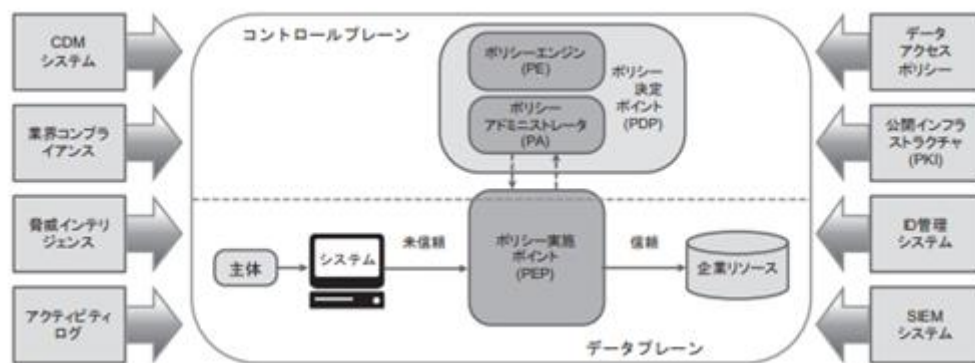 CDM
システム
業界コンプラ
イアンス
脅威インテリ
ジェンス
アクティビティ
ログ
コントロールプレーン
ポリシーエンジン
(PE)
ポリシー
アドミニストレータ
(PA)
ポリシー
決定
ポイント
(PDP)
主体
システム
未信頼
ポリシー実施
ポイント
(PEP)
信頼
企業リソース
データプレーン
データ
アクセス
ポリシー
公開インフラ
ストラクチャ
(PKI)
ID管理
システム
SIEM
システム